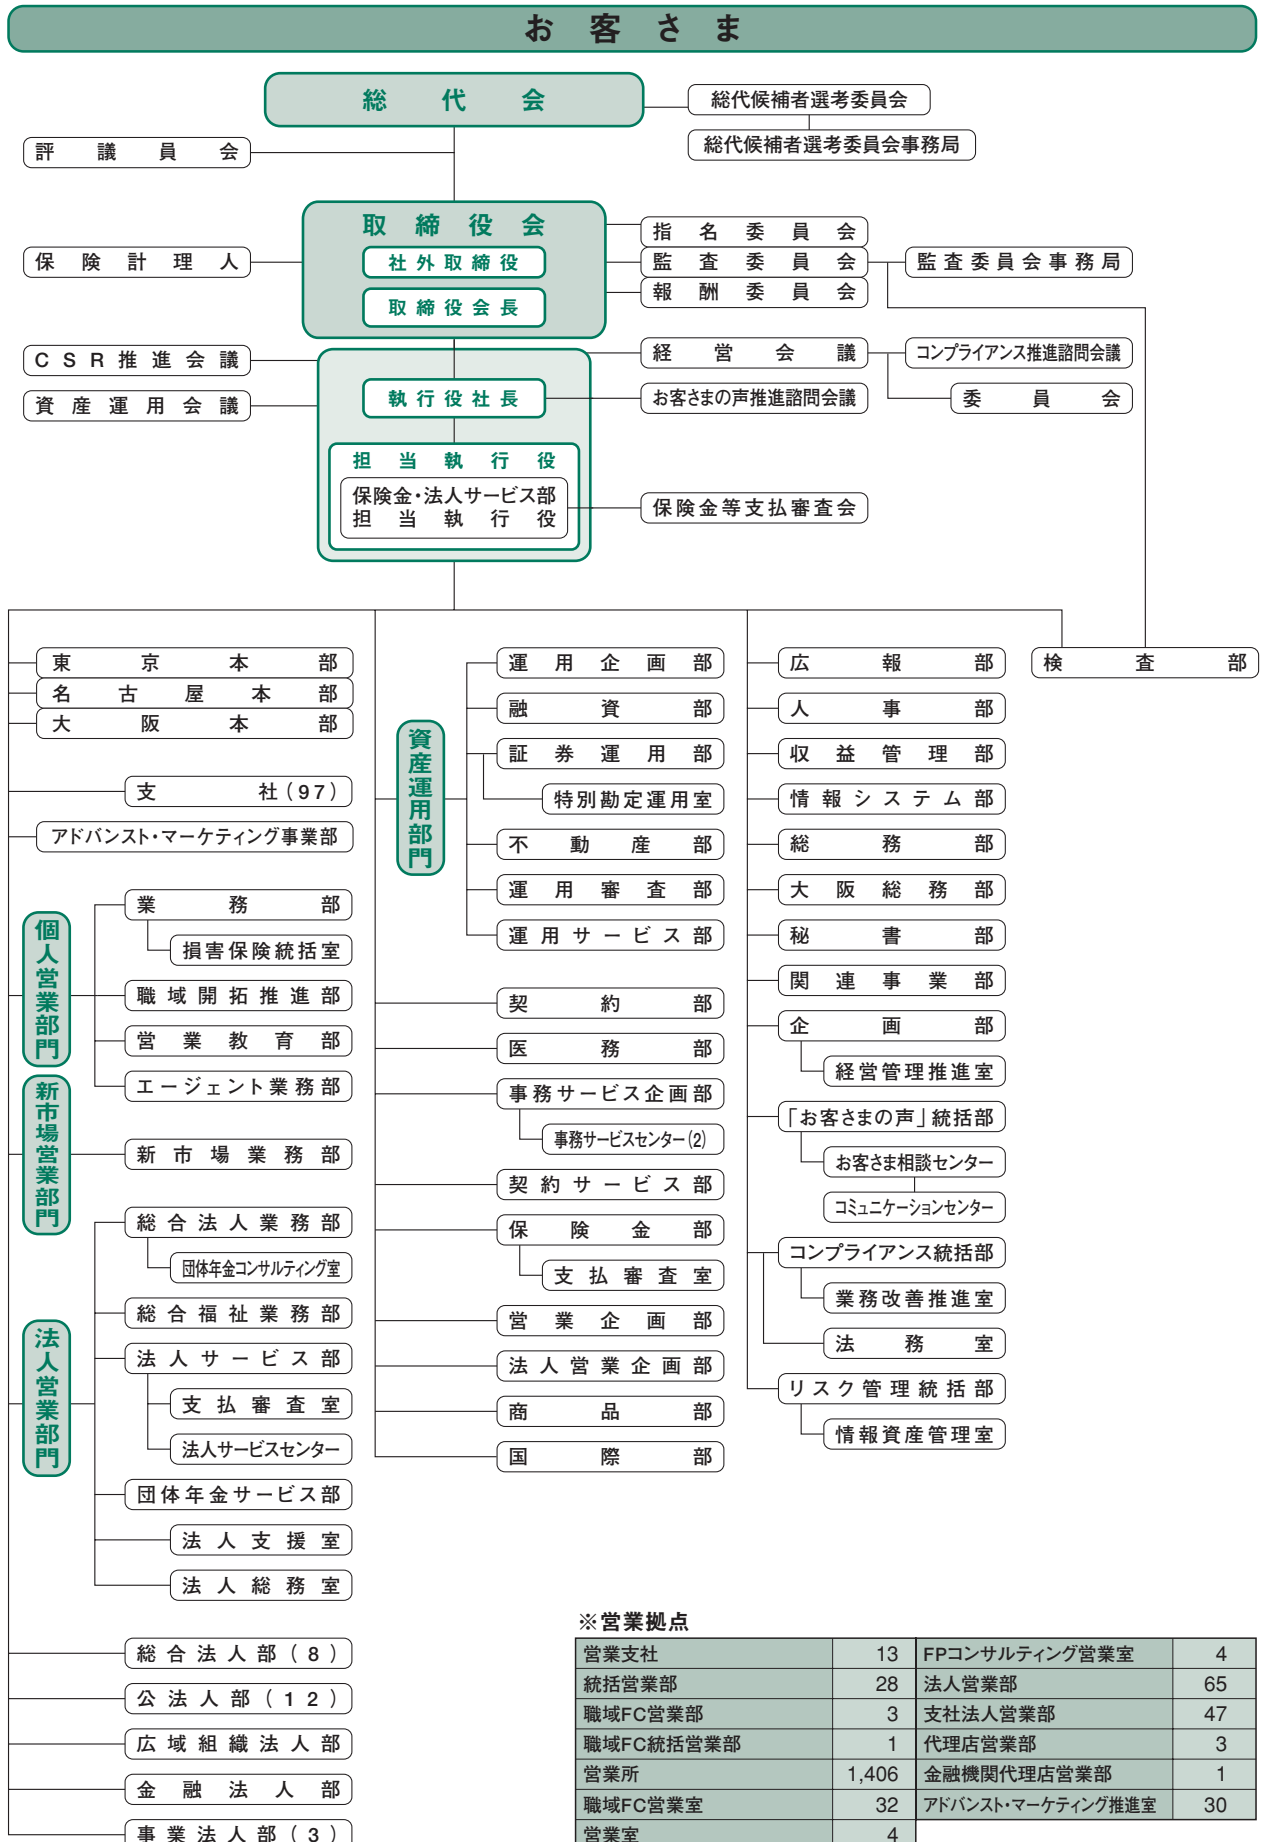 お客さま
総代会
総代候補者選考委員会
総代候補者選考委員会事務局
評議員会
取締役会
社外取締役
取締役会長
保険計理人
指名委員会
監査委員会
報酬委員会
監査委員会事務局
CSR推進会議
資産運用会議
執行役社長
経営会議
お客さまの声推進諮問会議
コンプライアンス推進諮問会議
委員会
担当執行役
保険金・法人サービス部
担当執行役
保険金等支払審査会
東京本部
名古屋本部
大阪本部
支社(97)
アドバンスト・マーケティング事業部
個人営業部門
業務部
損害保険統括室
職域開拓推進部
営業教育部
エージェント業務部
新市場営業部門
新市場業務部
法人営業部門
総合法人業務部
団体年金コンサルティング室
総合福祉業務部
法人サービス部
支払審査室
法人サービスセンター
団体年金サービス部
法人支援室
法人総務室
総合法人部(8)
公法人部(12)
広域組織法人部
金融法人部
事業法人部(3)
資産運用部門
運用企画部
融資部
証券運用部
特別勘定運用室
不動産部
運用審査部
運用サービス部
契約部
医務部
事務サービス企画部
事務サービスセンター(2)
契約サービス部
保険金部
支払審査室
営業企画部
法人営業企画部
商品部
国際部
広報部
人事部
収益管理部
情報システム部
総務部
大阪総務部
秘書部
関連事業部
企画部
経営管理推進室
「お客さまの声」統括部
お客さま相談センター
コミュニケーションセンター
コンプライアンス統括部
業務改善推進室
法務室
リスク管理統括部
情報資産管理室
検査部
※営業拠点
営業支社 13 FPコンサルティング営業室 4
統括営業部 28 法人営業部 65
職域FC営業部 3 支社法人営業部 47
職域FC統括営業部 1 代理店営業部 3
営業所 1,406 金融機関代理店営業部 1
職域FC営業室 32 アドバンスト・マーケティング推進室 30
営業室 4